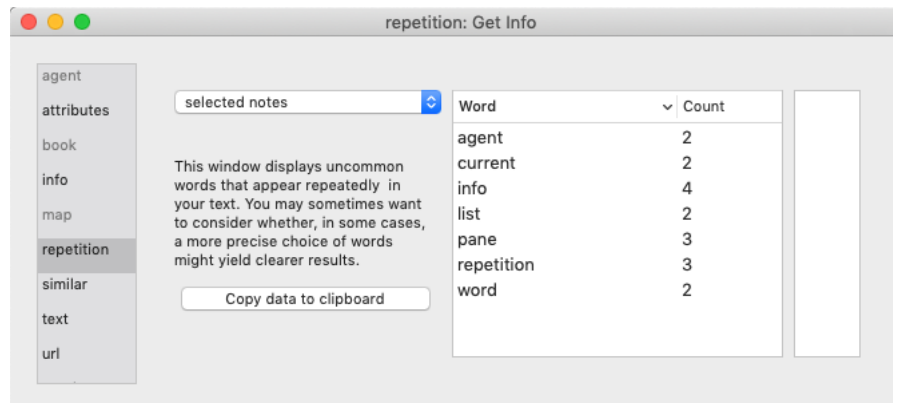 repetition: Get Info
agent
attributes
book
info
map
repetition
similar
text
url
selected notes
This window displays uncommon
words that appear repeatedly in
your text. You may sometimes want
to consider whether, in some cases,
a more precise choice of words
might yield clearer results.
Copy data to clipboard
Word Count
agent 2
current 2
info 4
list 2
pane 3
repetition 3
word 2